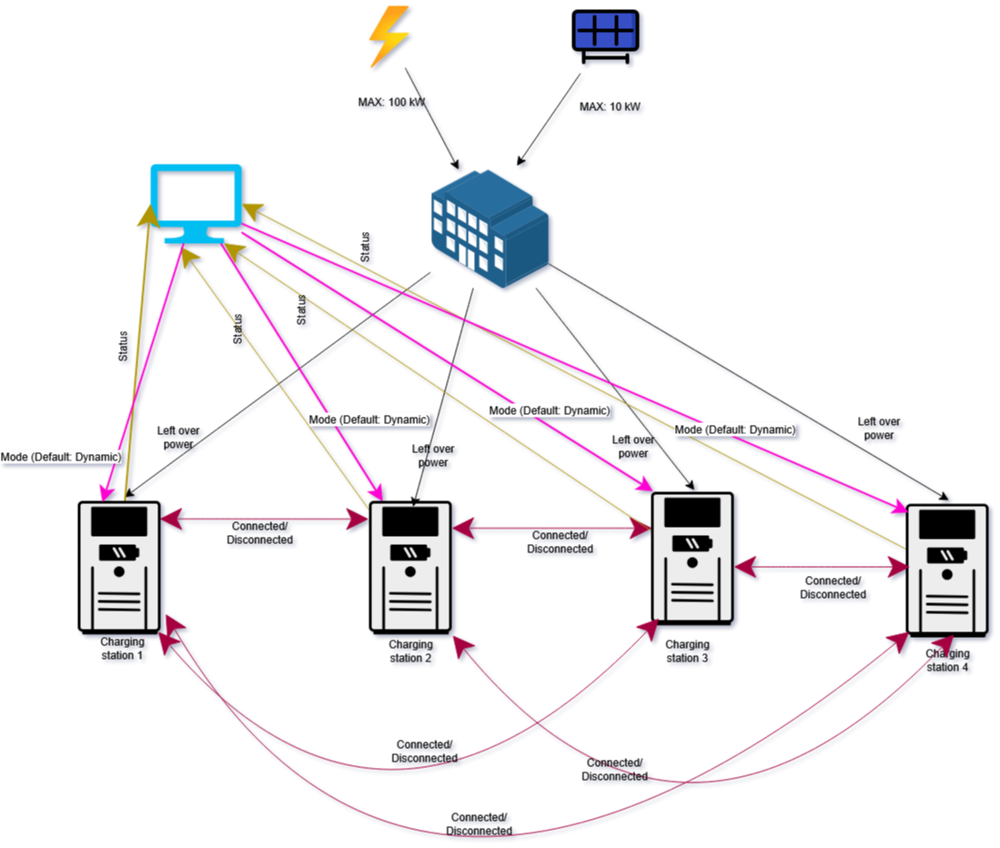 MAX: 100 kW
MAX: 10 kW
Status
Status
Status
Status
Mode (Default: Dynamic)
Mode (Default: Dynamic)
Mode (Default: Dynamic)
Mode (Default: Dynamic)
Left over
power
Left over
power
Left over
power
Left over
power
Connected/
Disconnected
Connected/
Disconnected
Connected/
Disconnected
Charging
station 1
Charging
station 2
Charging
station 3
Charging
station 4
Connected/
Disconnected
Connected/
Disconnected
Connected/
Disconnected